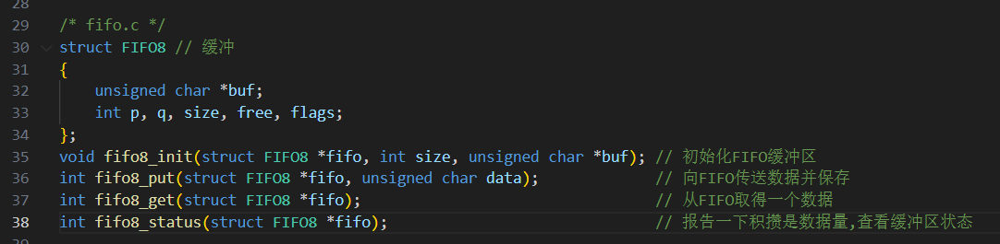 28
29 /* fifo.c */
30 struct FIFO8 // 缓冲
31 {
32 unsigned char *buf;
33 int p, q, size, free, flags;
34 };
35 void fifo8_init(struct FIFO8 *fifo, int size, unsigned char *buf); // 初始化FIFO缓冲区
36 int fifo8_put(struct FIFO8 *fifo, unsigned char data); // 向FIFO传送数据并保存
37 int fifo8_get(struct FIFO8 *fifo); // 从FIFO取得一个数据
38 int fifo8_status(struct FIFO8 *fifo); // 报告一下积攒是数据量,查看缓冲区状态
39